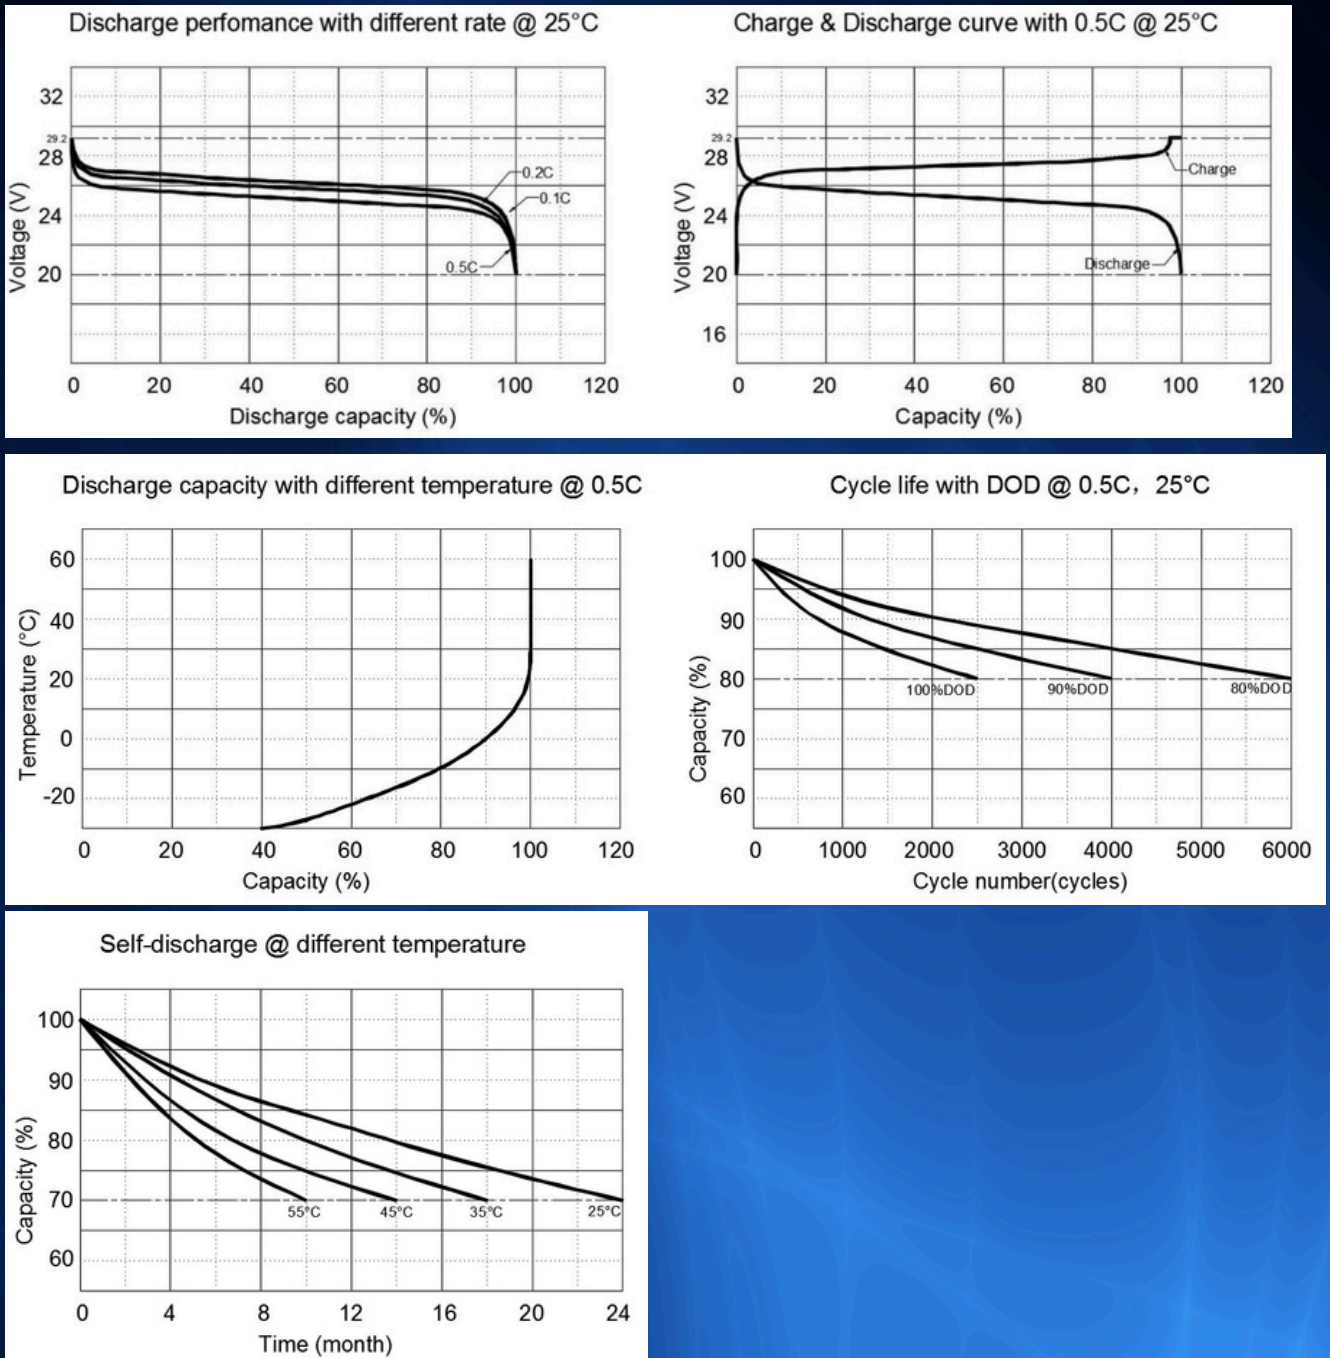 Discharge perfomance with different rate @ 25°C
32
29.2
28
24
20
Voltage (V)
0.2C
0.1C
0.5C
0 20 40 60 80 100 120
Discharge capacity (%)
Charge & Discharge curve with 0.5C @ 25°C
32
29.2
28
24
20
16
Voltage (V)
Charge
Discharge
0 20 40 60 80 100 120
Capacity (%)
Discharge capacity with different temperature @ 0.5C
60
40
20
0
-20
Temperature (°C)
0 20 40 60 80 100 120
Capacity (%)
Cycle life with DOD @ 0.5C，25°C
100
90
80
70
60
Capacity (%)
100%DOD 90%DOD 80%DOD
0 1000 2000 3000 4000 5000 6000
Cycle number(cycles)
Self-discharge @ different temperature
100
90
80
70
60
Capacity (%)
55°C 45°C 35°C 25°C
0 4 8 12 16 20 24
Time (month)